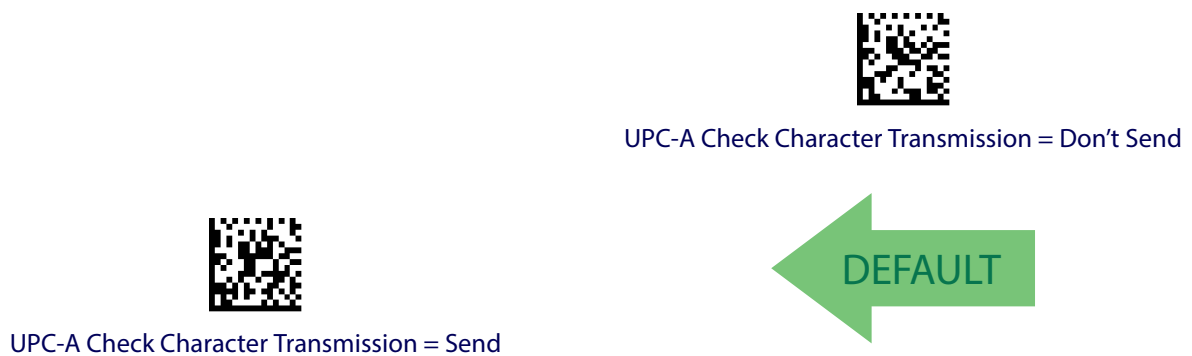 UPC-A Check Character Transmission = Don't Send
DEFAULT
UPC-A Check Character Transmission = Send